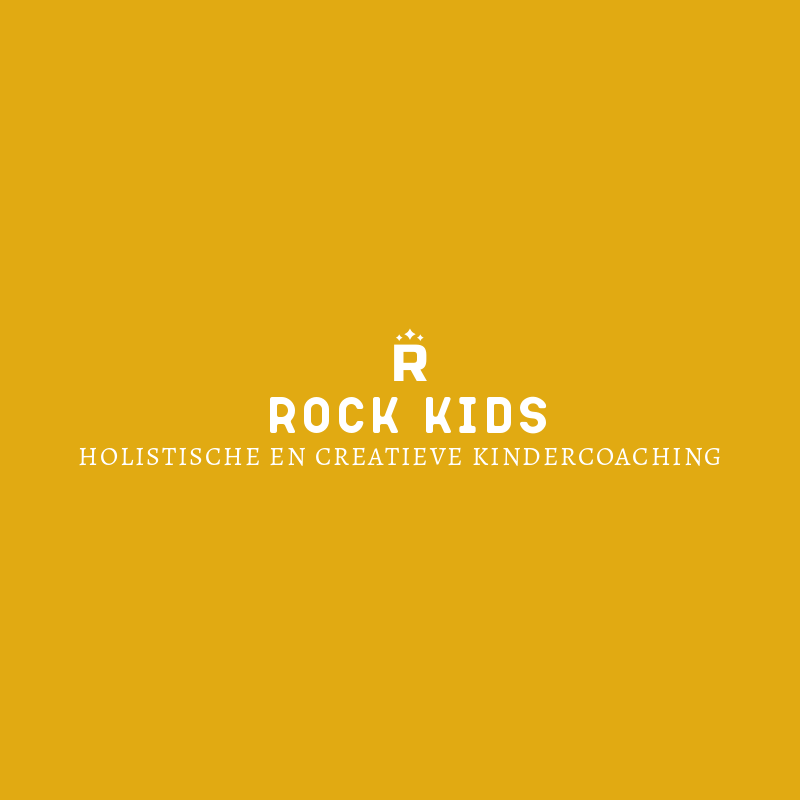 R
ROCK KIDS
HOLISTISCHE EN CREATIEVE KINDERCOACHING